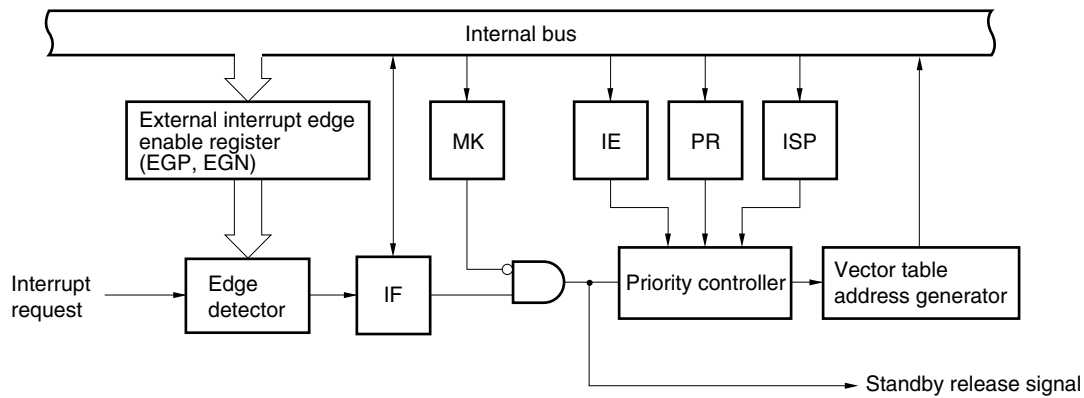 Internal bus
External interrupt edge
enable register
(EGP, EGN)
MK
IE
PR
ISP
Interrupt
request
Edge
detector
IF
Priority controller
Vector table
address generator
Standby release signal